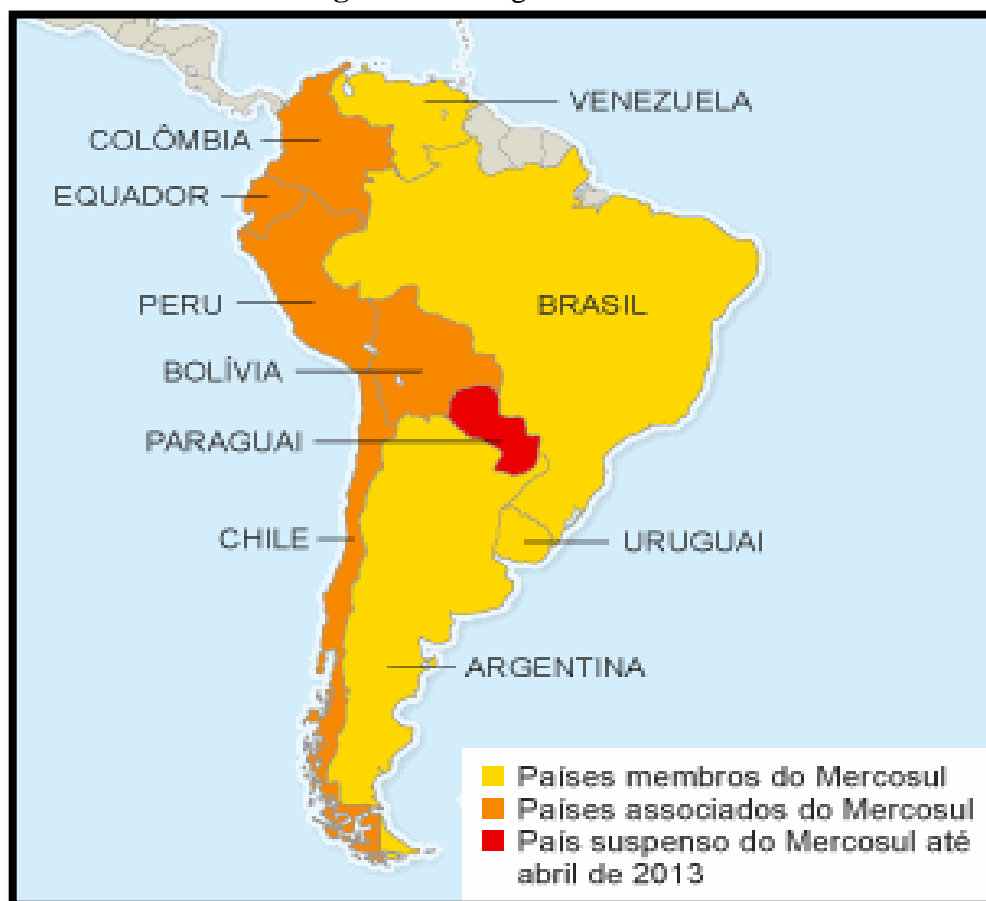 VENEZUELA
COLÔMBIA
EQUADOR
PERU
BRASIL
BOLÍVIA
PARAGUAI
CHILE
URUGUAI
ARGENTINA
Países membros do Mercosul
Países associados do Mercosul
País suspenso do Mercosul até
abril de 2013